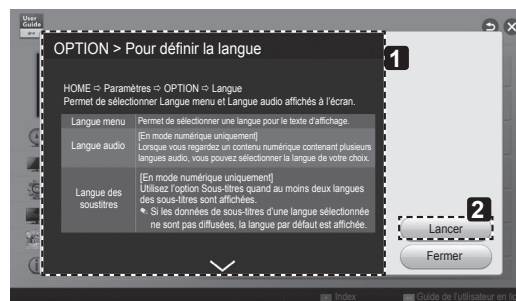 User
Guide
OPTION > Pour définir la langue
1
HOME ⇨ Paramètres ⇨ OPTION ⇨ Langue
Permet de sélectionner Langue menu et Langue audio affichés à l'écran.
Langue menu Permet de sélectionner une langue pour le texte d'affichage.
Langue audio [En mode numérique uniquement]
Lorsque vous regardez un contenu numérique contenant plusieurs
langues audio, vous pouvez sélectionner la langue de votre choix.
Langue des
soustitres
[En mode numérique uniquement]
Utilisez l'option Sous-titres quand au moins deux langues
des sous-titres sont affichées.
Si les données de sous-titres d'une langue sélectionnée
ne sont pas diffusées, la langue par défaut est affichée.
2
Lancer
Fermer
Index
Guide de l'utilisateur en